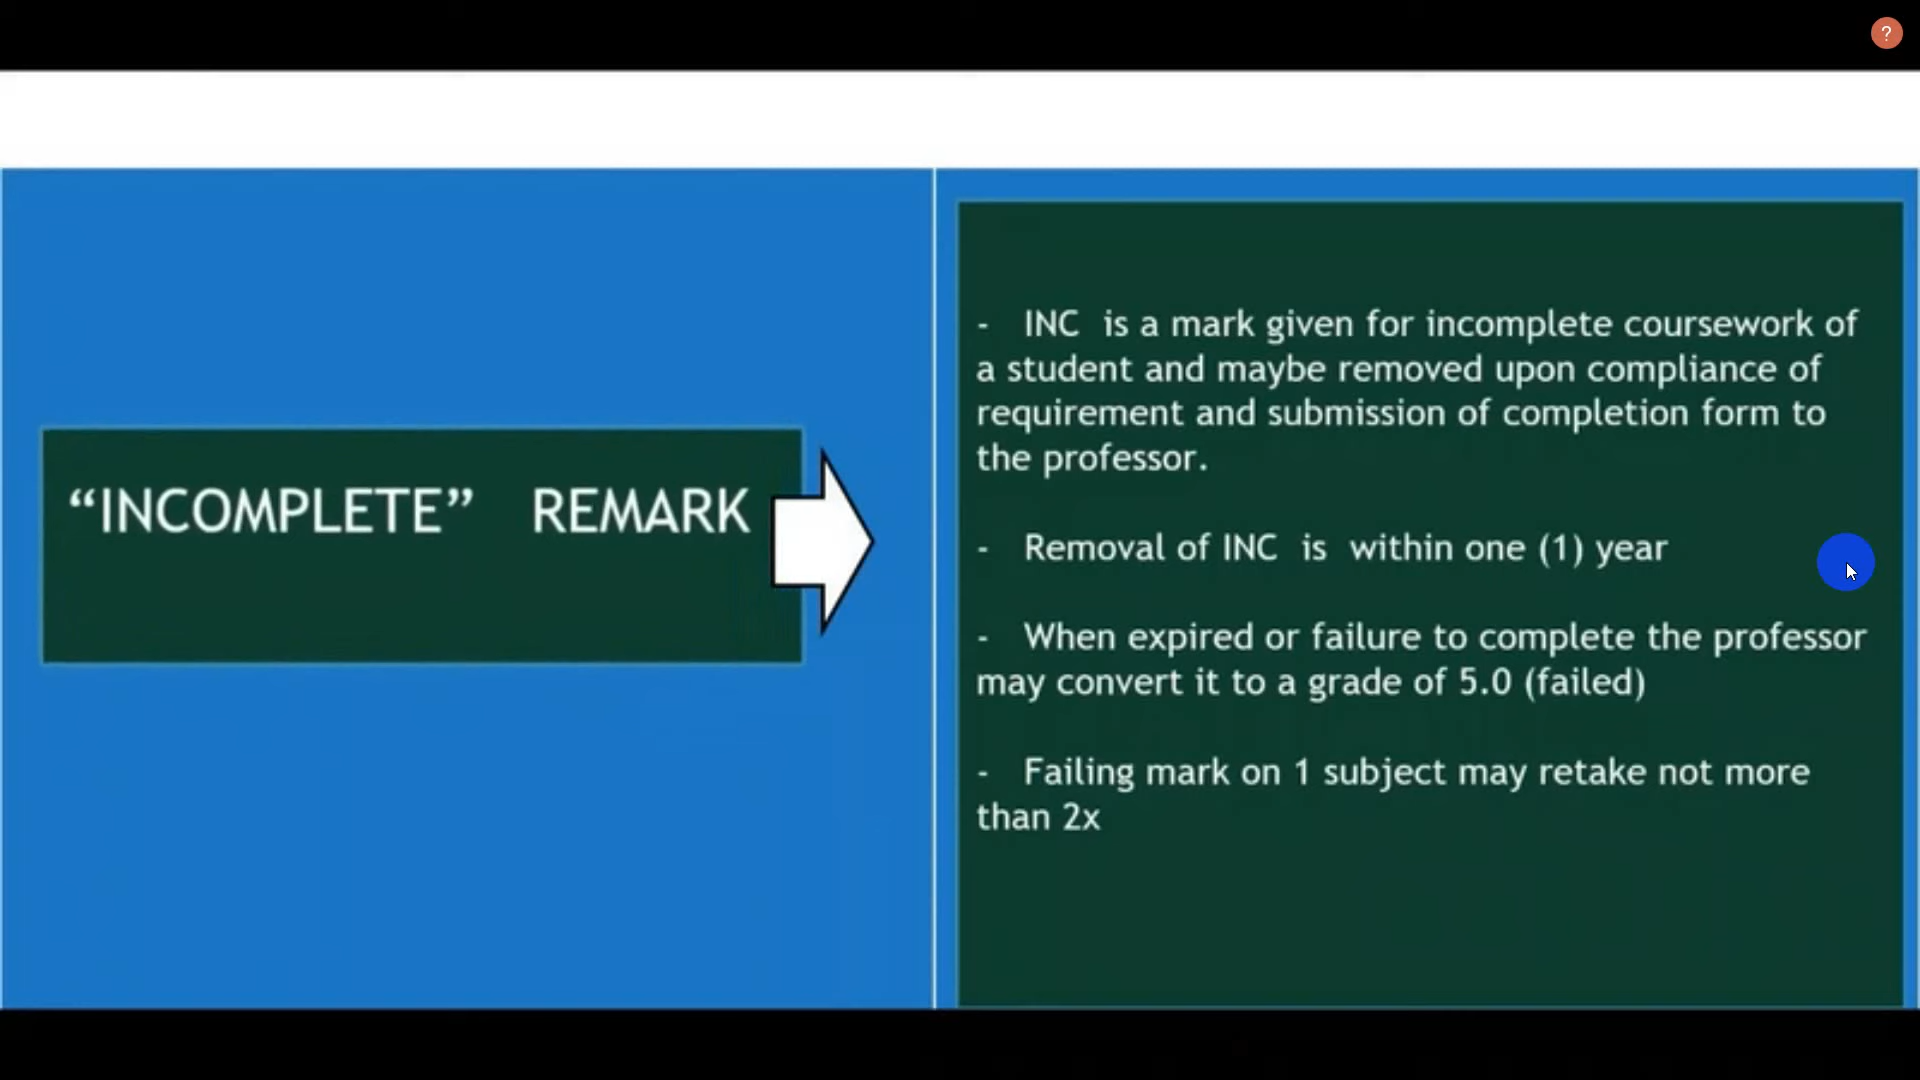 ?
“INCOMPLETE” REMARK
- INC is a mark given for incomplete coursework of
a student and maybe removed upon compliance of
requirement and submission of completion form to
the professor.
- Removal of INC is within one (1) year
- When expired or failure to complete the professor
may convert it to a grade of 5.0 (failed)
- Failing mark on 1 subject may retake not more
than 2x